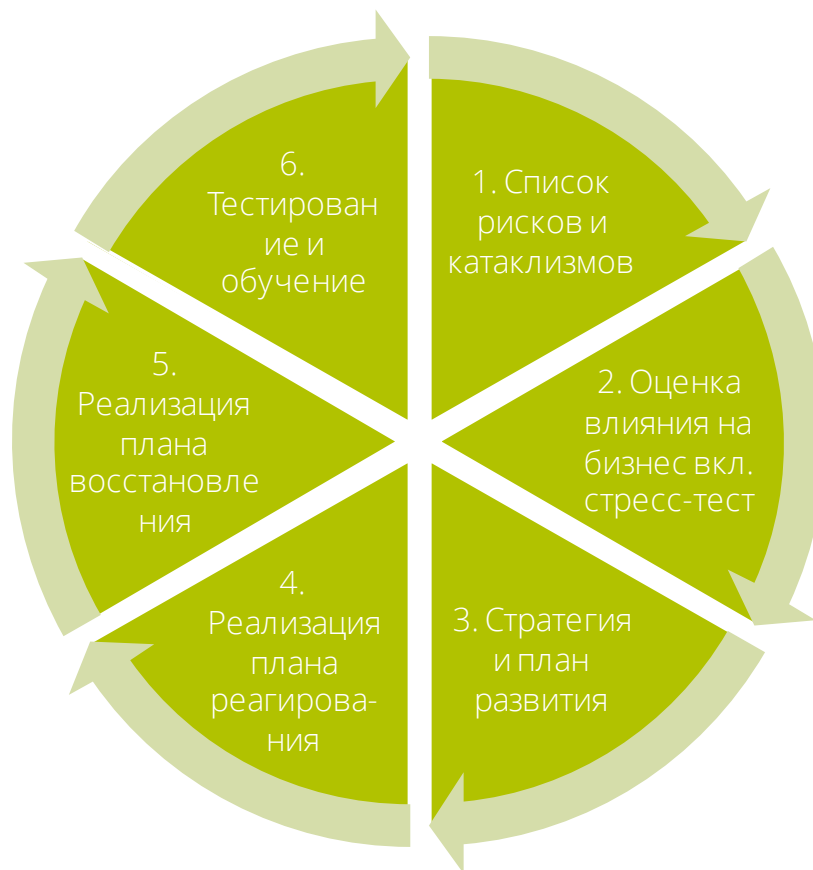 1. Список
рисков и
катаклизмов
2. Оценка
влияния на
бизнес вкл.
стресс-тест
3. Стратегия
и план
развития
4.
Реализация
плана
реагирова-
ния
5.
Реализация
плана
восстановле
ния
6.
Тестирован
ие и
обучение